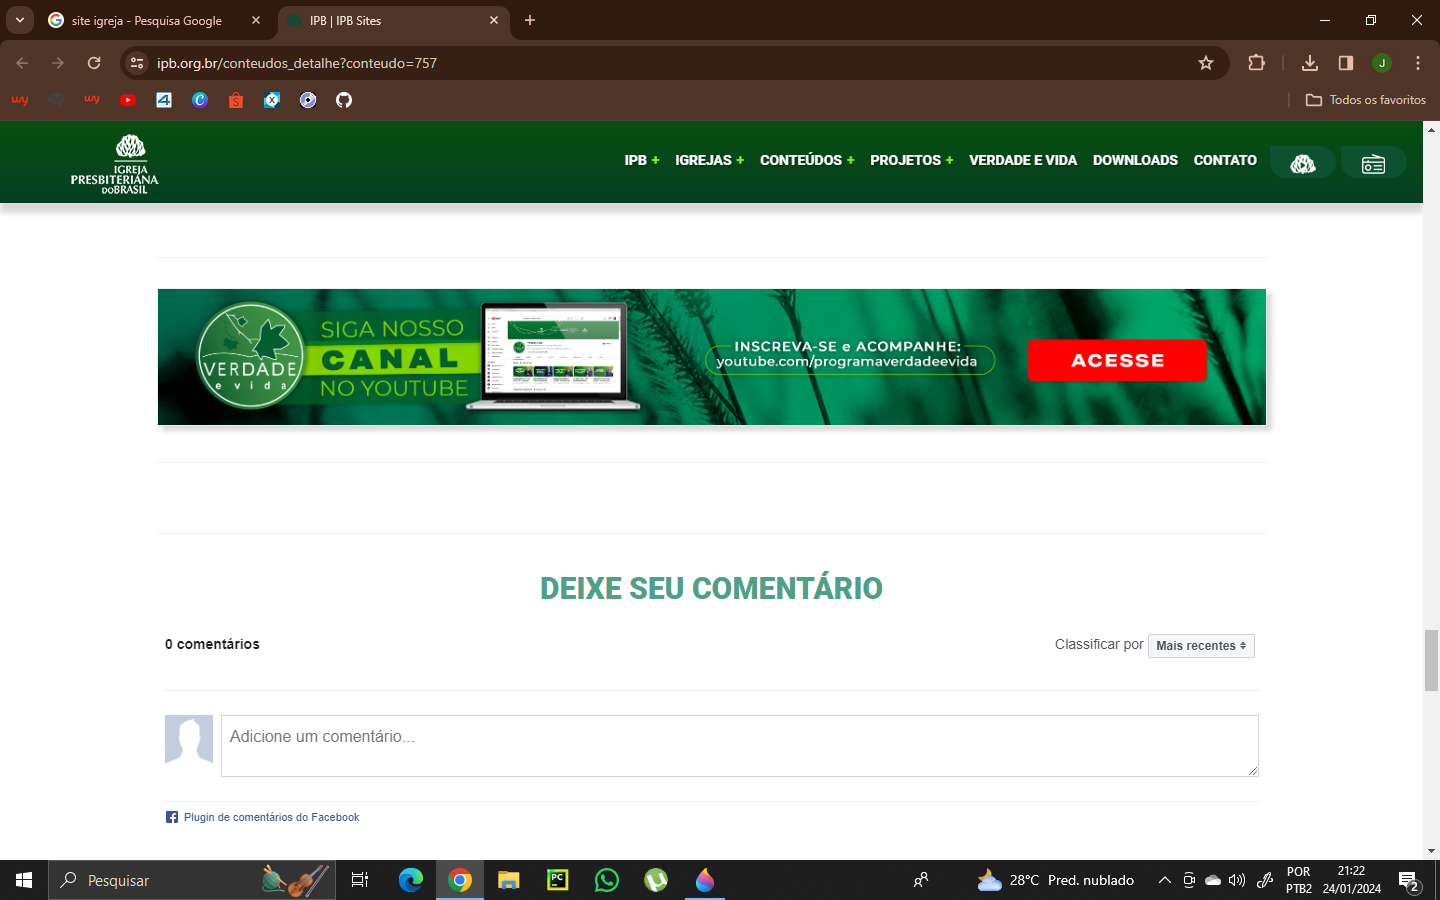 site igreja - Pesquisa Google
IPB | IPB Sites
ipb.org.br/conteudos_detalhe?conteudo=757
J
Todos os favoritos
IGREJA
PRESBITERIANA
DO BRASIL
IPB +
IGREJAS +
CONTEÚDOS +
PROJETOS +
VERDADE E VIDA
DOWNLOADS
CONTATO
VERDADE
e vida
SIGA NOSSO
CANAL
NO YOUTUBE
INSCREVA-SE e ACOMPANHE:
youtube.com/programaverdadeevida
ACESSE
DEIXE SEU COMENTÁRIO
0 comentários
Classificar por
Mais recentes
Adicione um comentário...
Plugin de comentários do Facebook
Pesquisar
28°C Pred. nublado
POR
PTB2
21:22
24/01/2024
2